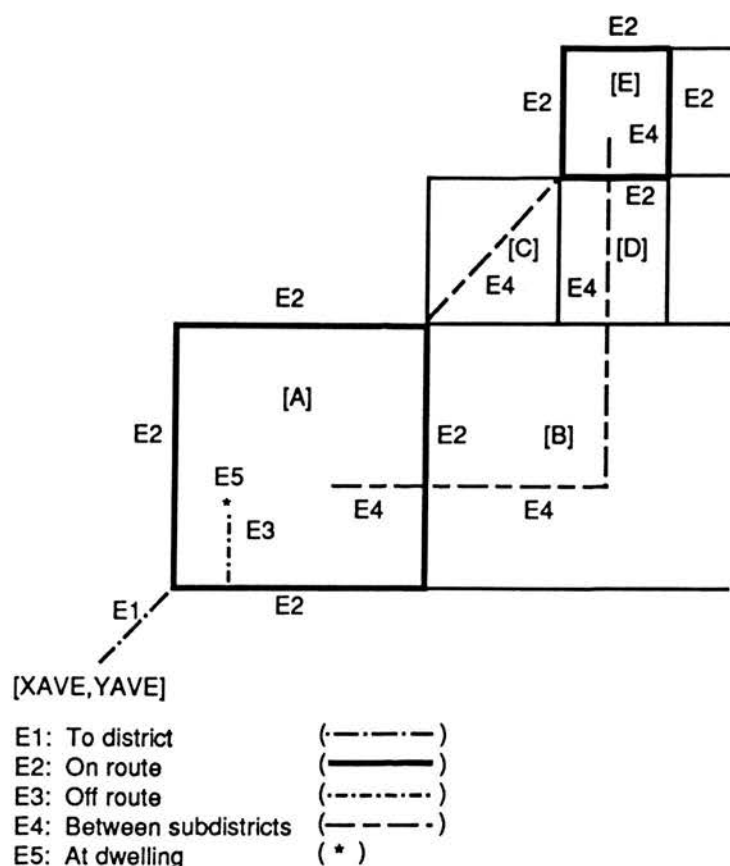 E2
E2 [E] E2
E4
E2
[C] [D]
E4 E4
E2
[A]
E2 E2 [B]
E5
E3 E4 E4
E1 E2
[XAVE,YAVE]
E1: To district (
)
E2: On route ( )
E3: Off route ( )
E4: Between subdistricts ( )
E5: At dwelling ( * )